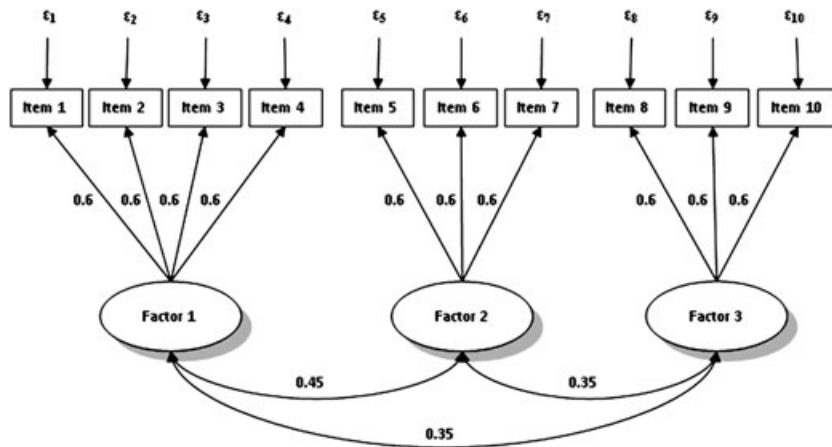 ε1 ε2 ε3 ε4 ε5 ε6 ε7 ε8 ε9 ε10
Item 1 Item 2 Item 3 Item 4 Item 5 Item 6 Item 7 Item 8 Item 9 Item 10
0.6 0.6 0.6 0.6 0.6 0.6 0.6 0.6 0.6 0.6
Factor 1 Factor 2 Factor 3
0.45 0.35
0.35